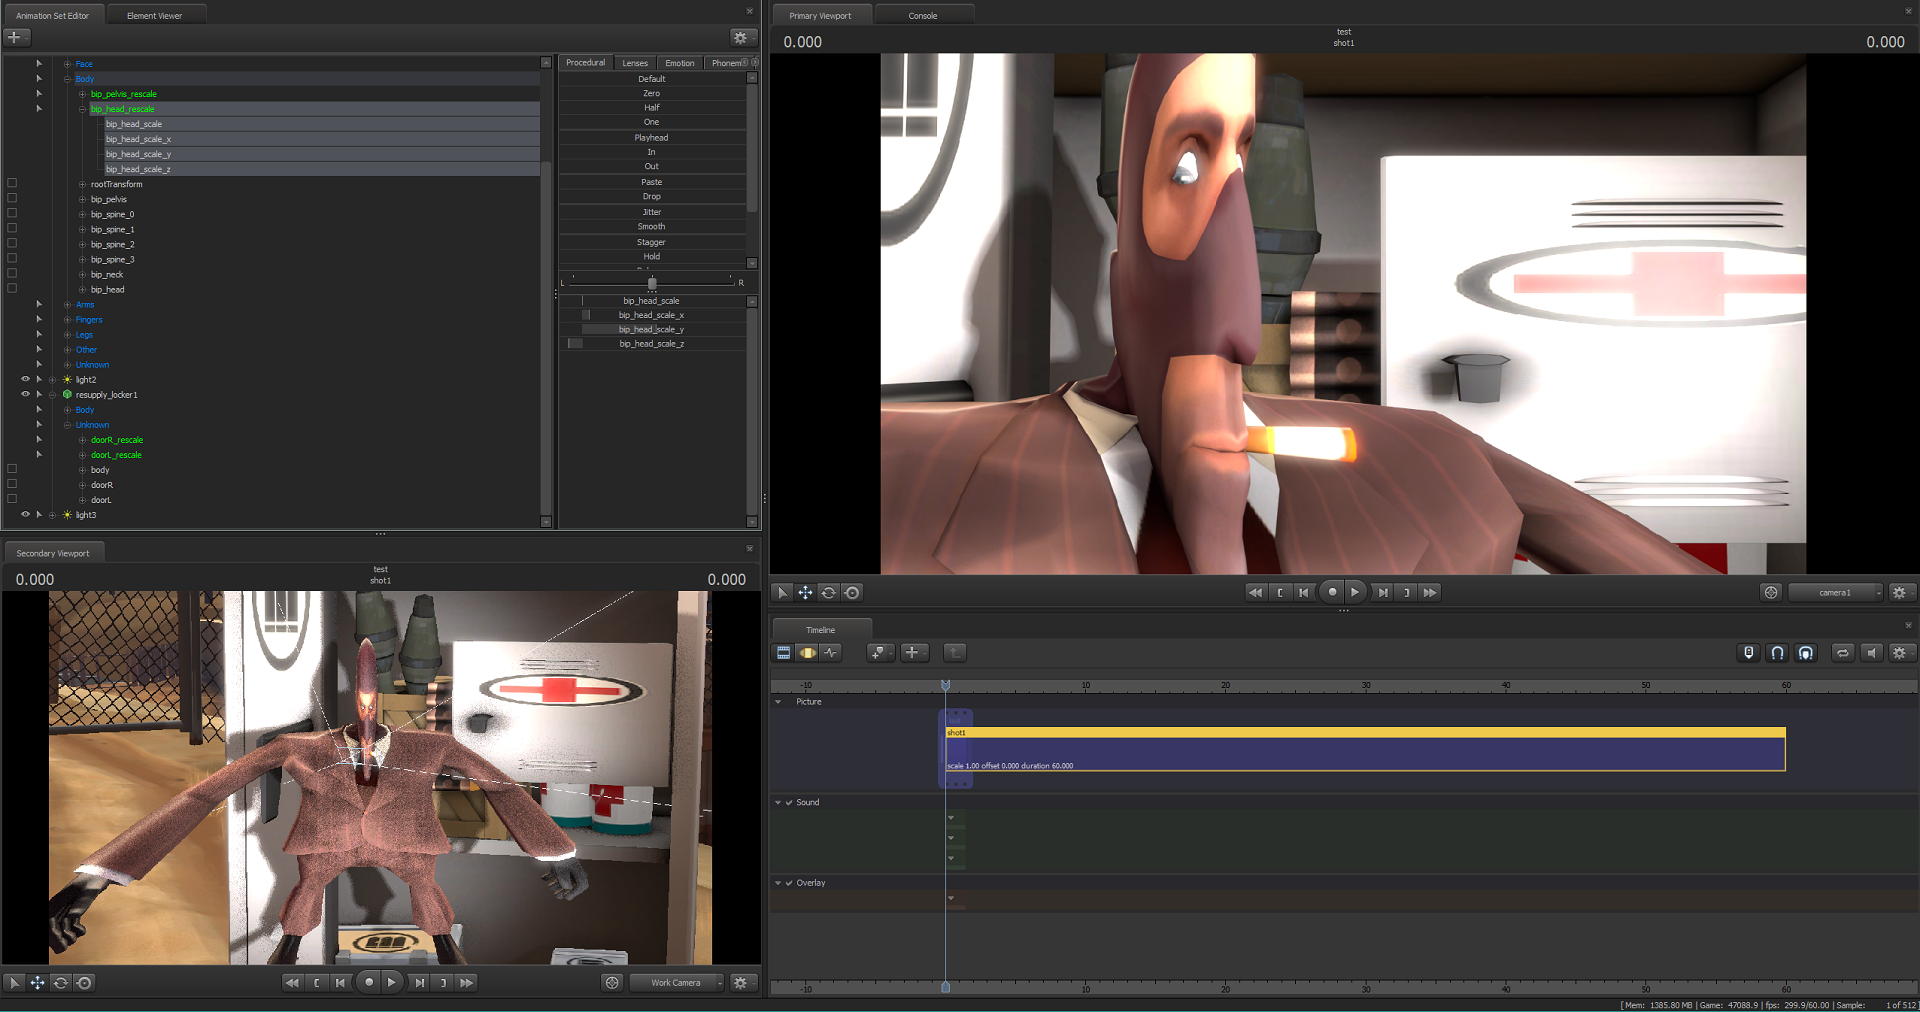 Animation Set Editor
Element Viewer
Face
Body
bip_pelvis_rescale
bip_head_rescale
bip_head_scale
bip_head_scale_x
bip_head_scale_y
bip_head_scale_z
rootTransform
bip_pelvis
bip_spine_0
bip_spine_1
bip_spine_2
bip_spine_3
bip_neck
bip_head
Arms
Fingers
Legs
Other
Unknown
light2
resupply_locker1
Body
Unknown
doorR_rescale
doorL_rescale
body
doorR
doorL
light3
Procedural
Lenses
Emotion
Phonem
Default
Zero
Half
One
Playhead
In
Out
Paste
Drop
Jitter
Smooth
Stagger
Hold
L
R
bip_head_scale
bip_head_scale_x
bip_head_scale_y
bip_head_scale_z
Primary Viewport
Console
0.000
test
shot1
0.000
camera1
Secondary Viewport
0.000
test
shot1
0.000
Work Camera
Timeline
-10
10
20
30
40
50
60
Picture
shot1
scale 1.00 offset 0.000 duration 60.000
Sound
Overlay
-10
10
20
30
40
50
60
[ Mem: 1385.80 MB | Game: 47088.9 | fps: 299.9/60.00 | Sample: 1 of 512 ]